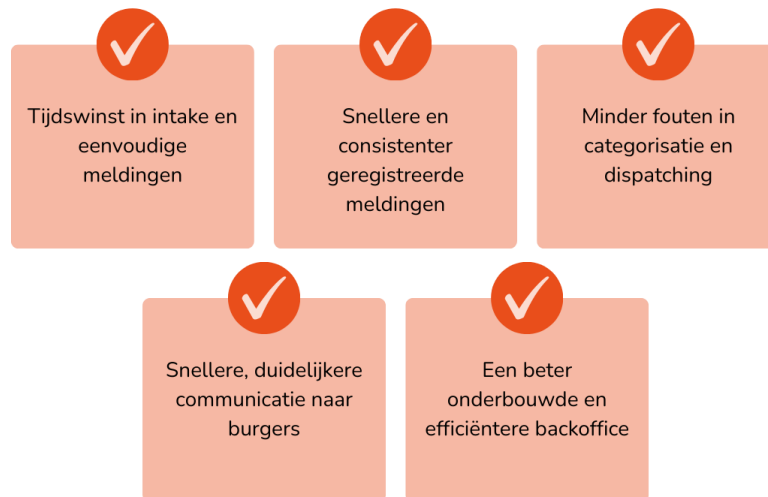 Tijdswinst in intake en
eenvoudige
meldingen
Snellere en
consistenter
geregistreerde
meldingen
Minder fouten in
categorisatie en
dispatching
Snellere, duidelijkere
communicatie naar
burgers
Een beter
onderbouwde en
efficiëntere backoffice